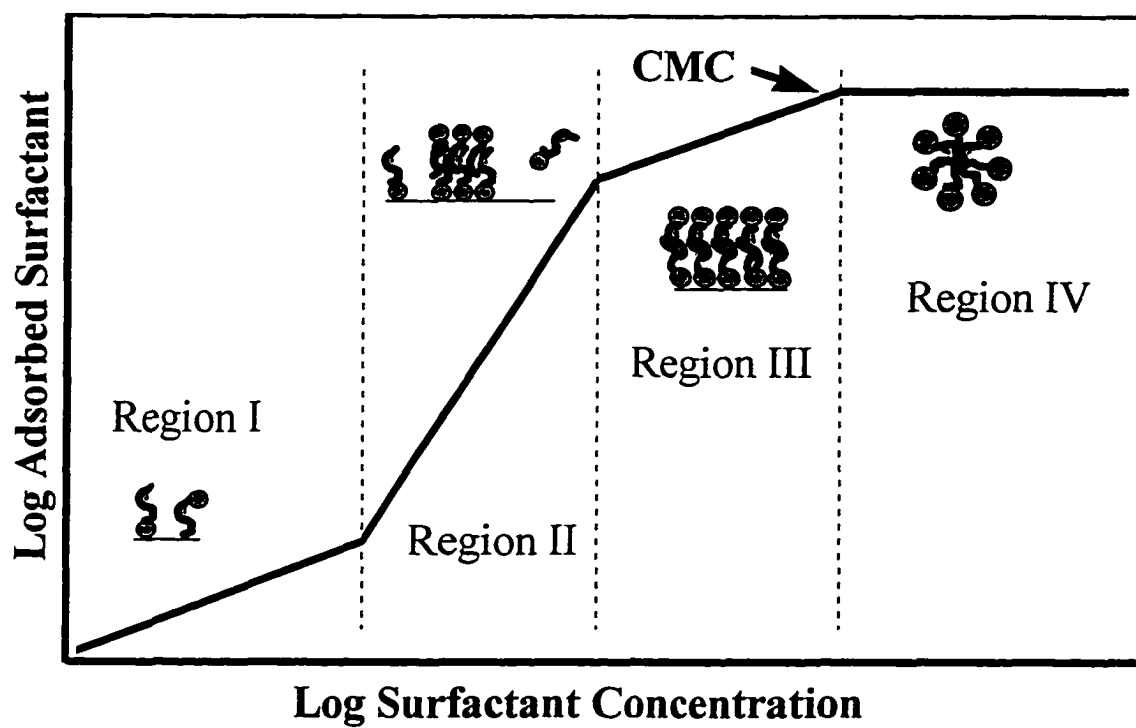 CMC
Region IV
Region III
Region I
Region II
Log Adsorbed Surfactant
Log Surfactant Concentration